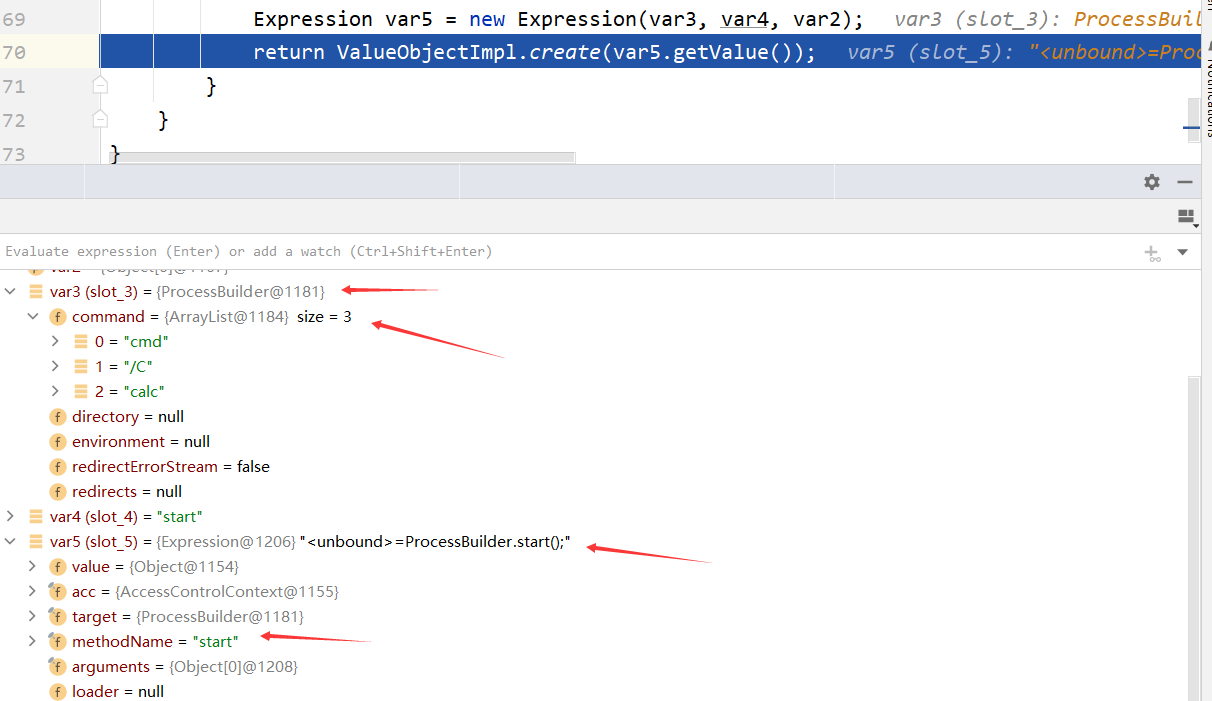 69 Expression var5 = new Expression(var3, var4, var2); var3 (slot_3): ProcessBuil
70 return ValueObjectImpl.create(var5.getValue()); var5 (slot_5): "<unbound>=Proc
71 }
72 }
73 }
Notifications
Evaluate expression (Enter) or add a watch (Ctrl+Shift+Enter)
var3 (slot_3) = {ProcessBuilder@1181}
f command = {ArrayList@1184} size = 3
0 = "cmd"
1 = "/C"
2 = "calc"
f directory = null
f environment = null
f redirectErrorStream = false
f redirects = null
var4 (slot_4) = "start"
var5 (slot_5) = {Expression@1206} "<unbound>=ProcessBuilder.start();"
f value = {Object@1154}
f acc = {AccessControlContext@1155}
f target = {ProcessBuilder@1181}
f methodName = "start"
f arguments = {Object[0]@1208}
f loader = null